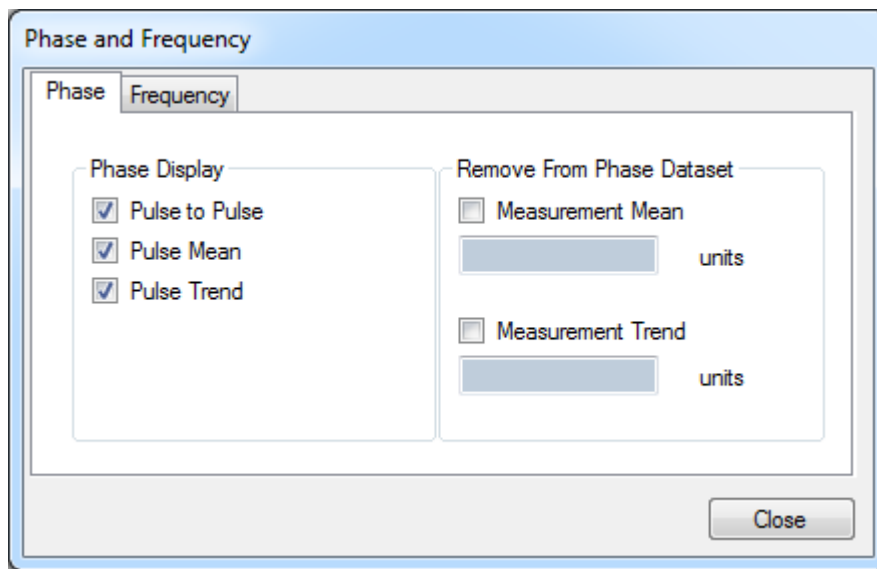 Phase and Frequency
Phase Frequency
Phase Display
Pulse to Pulse
Pulse Mean
Pulse Trend
Remove From Phase Dataset
Measurement Mean
units
Measurement Trend
units
Close